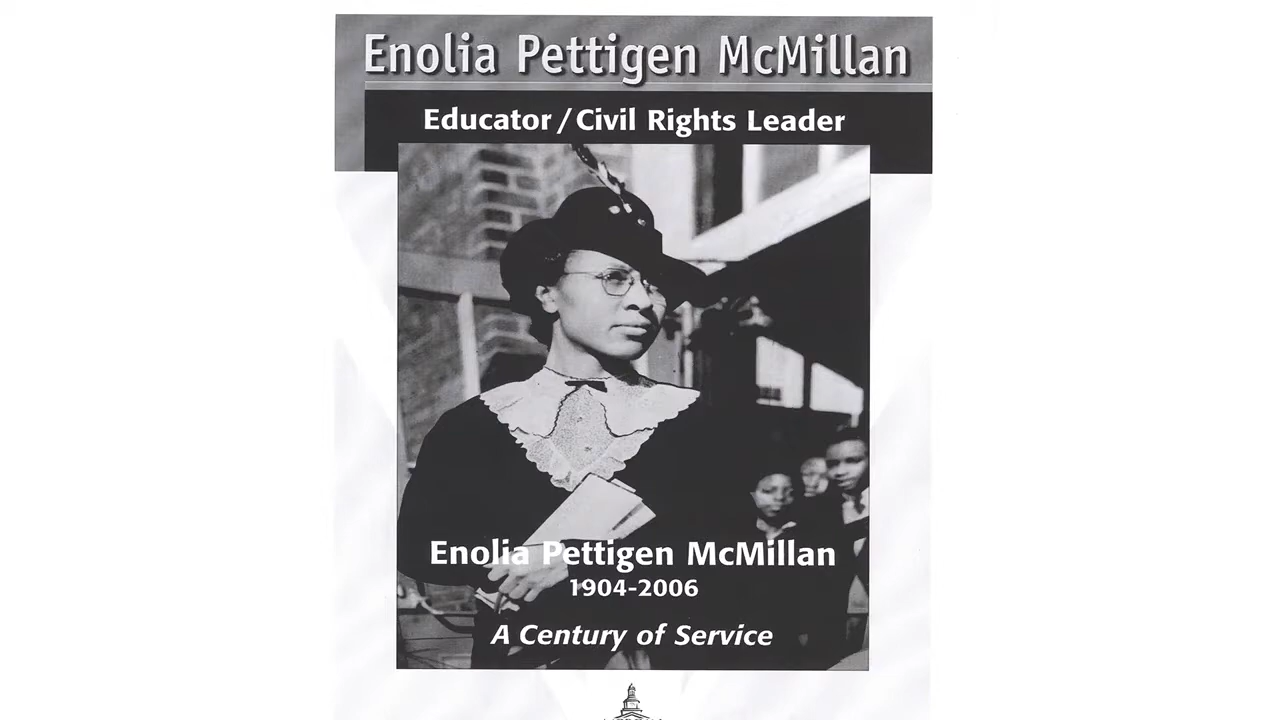 Enolia Pettigen McMillan
Educator / Civil Rights Leader
Enolia Pettigen McMillan
1904-2006
A Century of Service